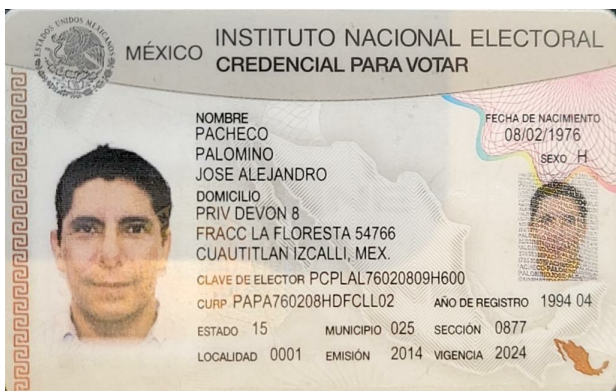 MÉXICO INSTITUTO NACIONAL ELECTORAL
CREDENCIAL PARA VOTAR
NOMBRE
PACHECO
PALOMINO
JOSE ALEJANDRO
FECHA DE NACIMIENTO
08/02/1976
SEXO H
DOMICILIO
PRIV DEVON 8
FRACC LA FLORESTA 54766
CUAUTITLAN IZCALLI, MEX.
CLAVE DE ELECTOR PCPLAL76020809H600
CURP PAPA760208HDFCLL02 AÑO DE REGISTRO 1994 04
ESTADO 15 MUNICIPIO 025 SECCIÓN 0877
LOCALIDAD 0001 EMISIÓN 2014 VIGENCIA 2024